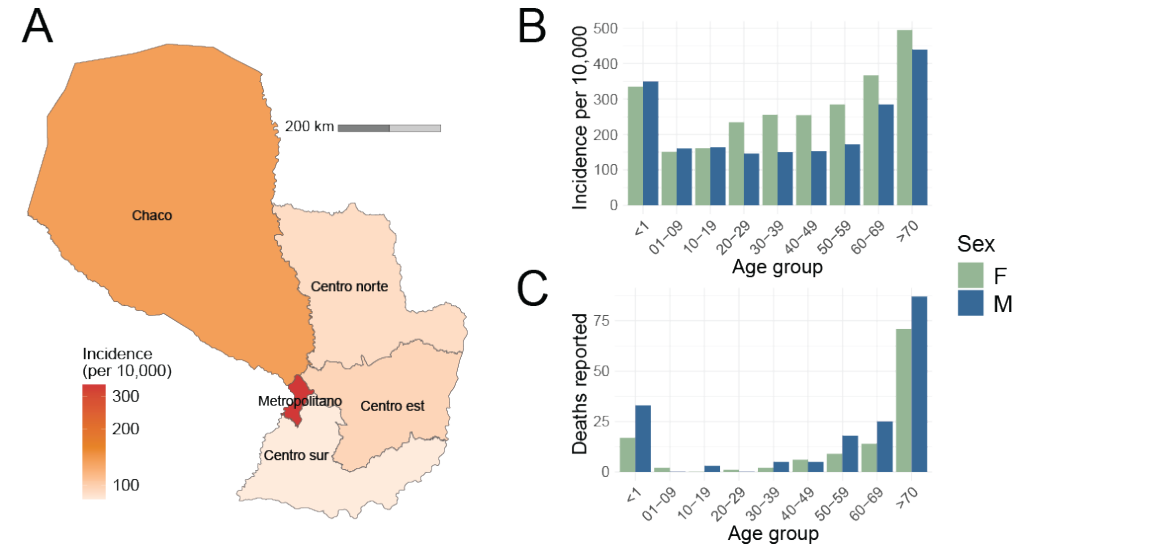 A
200 km
Chaco
Centro norte
Incidence
(per 10,000)
300
200
100
Metropolitano
Centro est
Centro sur
B
Incidence per 10,000
500
400
300
200
100
0
<1
01−09
10−19
20−29
30−39
40−49
50−59
60−69
>70
Age group
C
Deaths reported
75
50
25
0
<1
01−09
10−19
20−29
30−39
40−49
50−59
60−69
>70
Age group
Sex
F
M